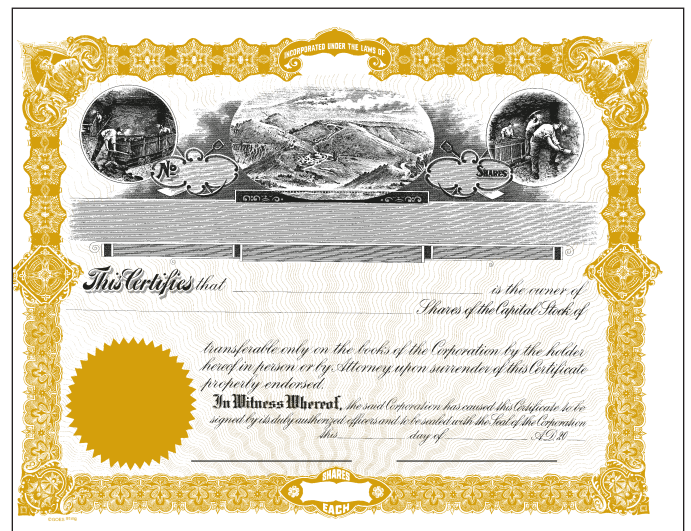 INCORPORATED UNDER THE LAWS OF
No
SHARES
This Certifies that is the owner of
Shares of the Capital Stock of
transferable only on the books of the Corporation by the holder
hereof in person or by Attorney, upon surrender of this Certificate
properly endorsed.
In Witness Whereof, the said Corporation has caused this Certificate to be
signed by its duly authorized officers and to be sealed with the Seal of the Corporation
this day of A.D. 20
SHARES
EACH